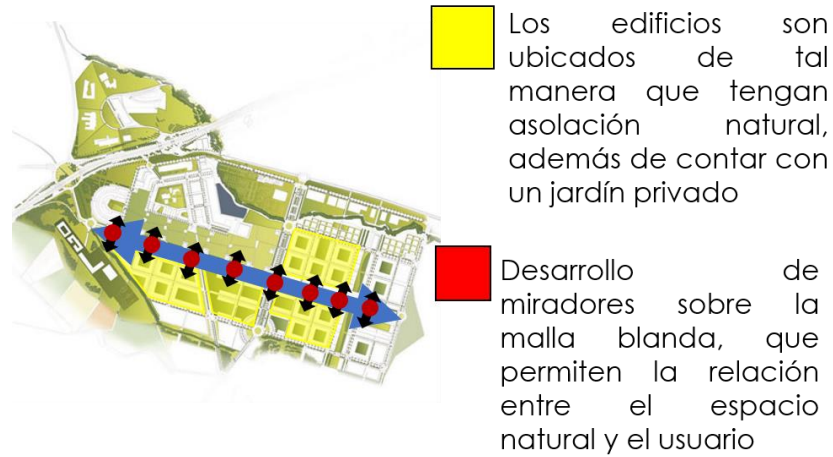 Los edificios son
ubicados de tal
manera que tengan
asolación natural,
además de contar con
un jardín privado
Desarrollo de
miradores sobre la
malla blanda, que
permiten la relación
entre el espacio
natural y el usuario